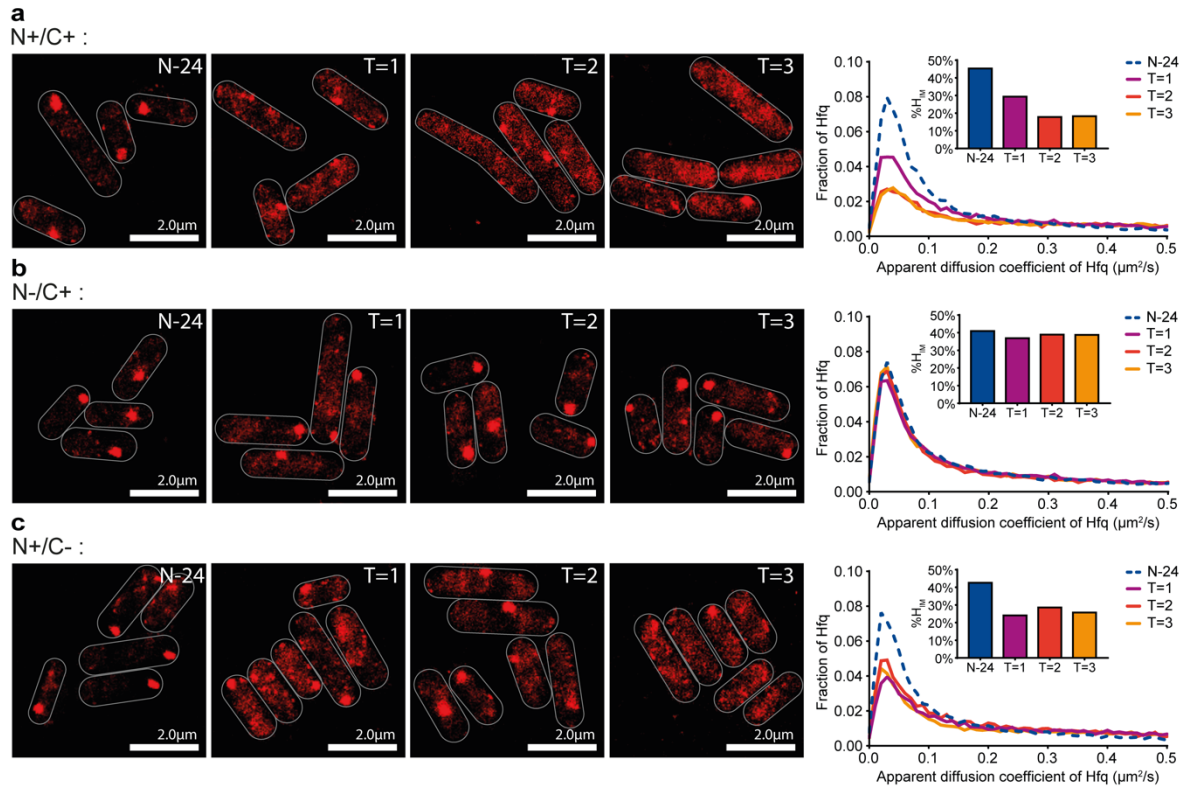 a
N+/C+ :
N-24
T=1
T=2
T=3
2.0µm
2.0µm
2.0µm
2.0µm
Fraction of Hfq
0.10
0.08
0.06
0.04
0.02
0.00
0.0 0.1 0.2 0.3 0.4 0.5
Apparent diffusion coefficient of Hfq (µm²/s)
%H_IM
50%
40%
30%
20%
10%
0%
N-24 T=1 T=2 T=3
N-24
T=1
T=2
T=3
b
N-/C+ :
N-24
T=1
T=2
T=3
2.0µm
2.0µm
2.0µm
2.0µm
Fraction of Hfq
0.10
0.08
0.06
0.04
0.02
0.00
0.0 0.1 0.2 0.3 0.4 0.5
Apparent diffusion coefficient of Hfq (µm²/s)
%H_IM
50%
40%
30%
20%
10%
0%
N-24 T=1 T=2 T=3
N-24
T=1
T=2
T=3
c
N+/C- :
N-24
T=1
T=2
T=3
2.0µm
2.0µm
2.0µm
2.0µm
Fraction of Hfq
0.10
0.08
0.06
0.04
0.02
0.00
0.0 0.1 0.2 0.3 0.4 0.5
Apparent diffusion coefficient of Hfq (µm²/s)
%H_IM
50%
40%
30%
20%
10%
0%
N-24 T=1 T=2 T=3
N-24
T=1
T=2
T=3